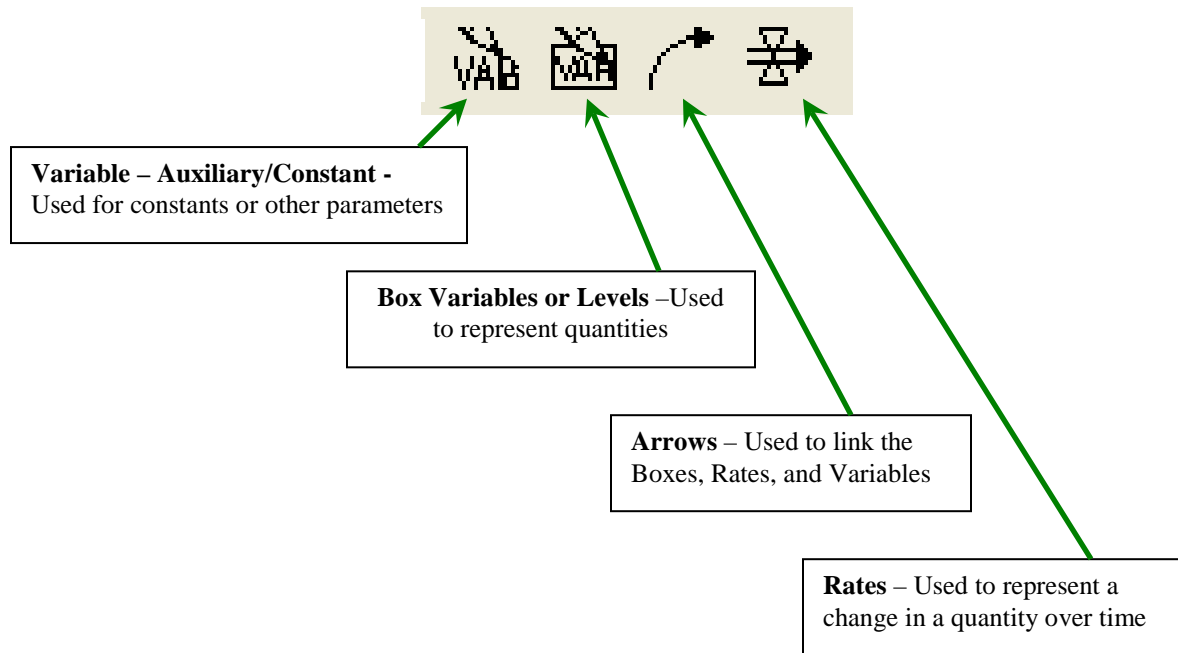 VAB
VAR
Variable – Auxiliary/Constant -
Used for constants or other parameters
Box Variables or Levels –Used
to represent quantities
Arrows – Used to link the
Boxes, Rates, and Variables
Rates – Used to represent a
change in a quantity over time